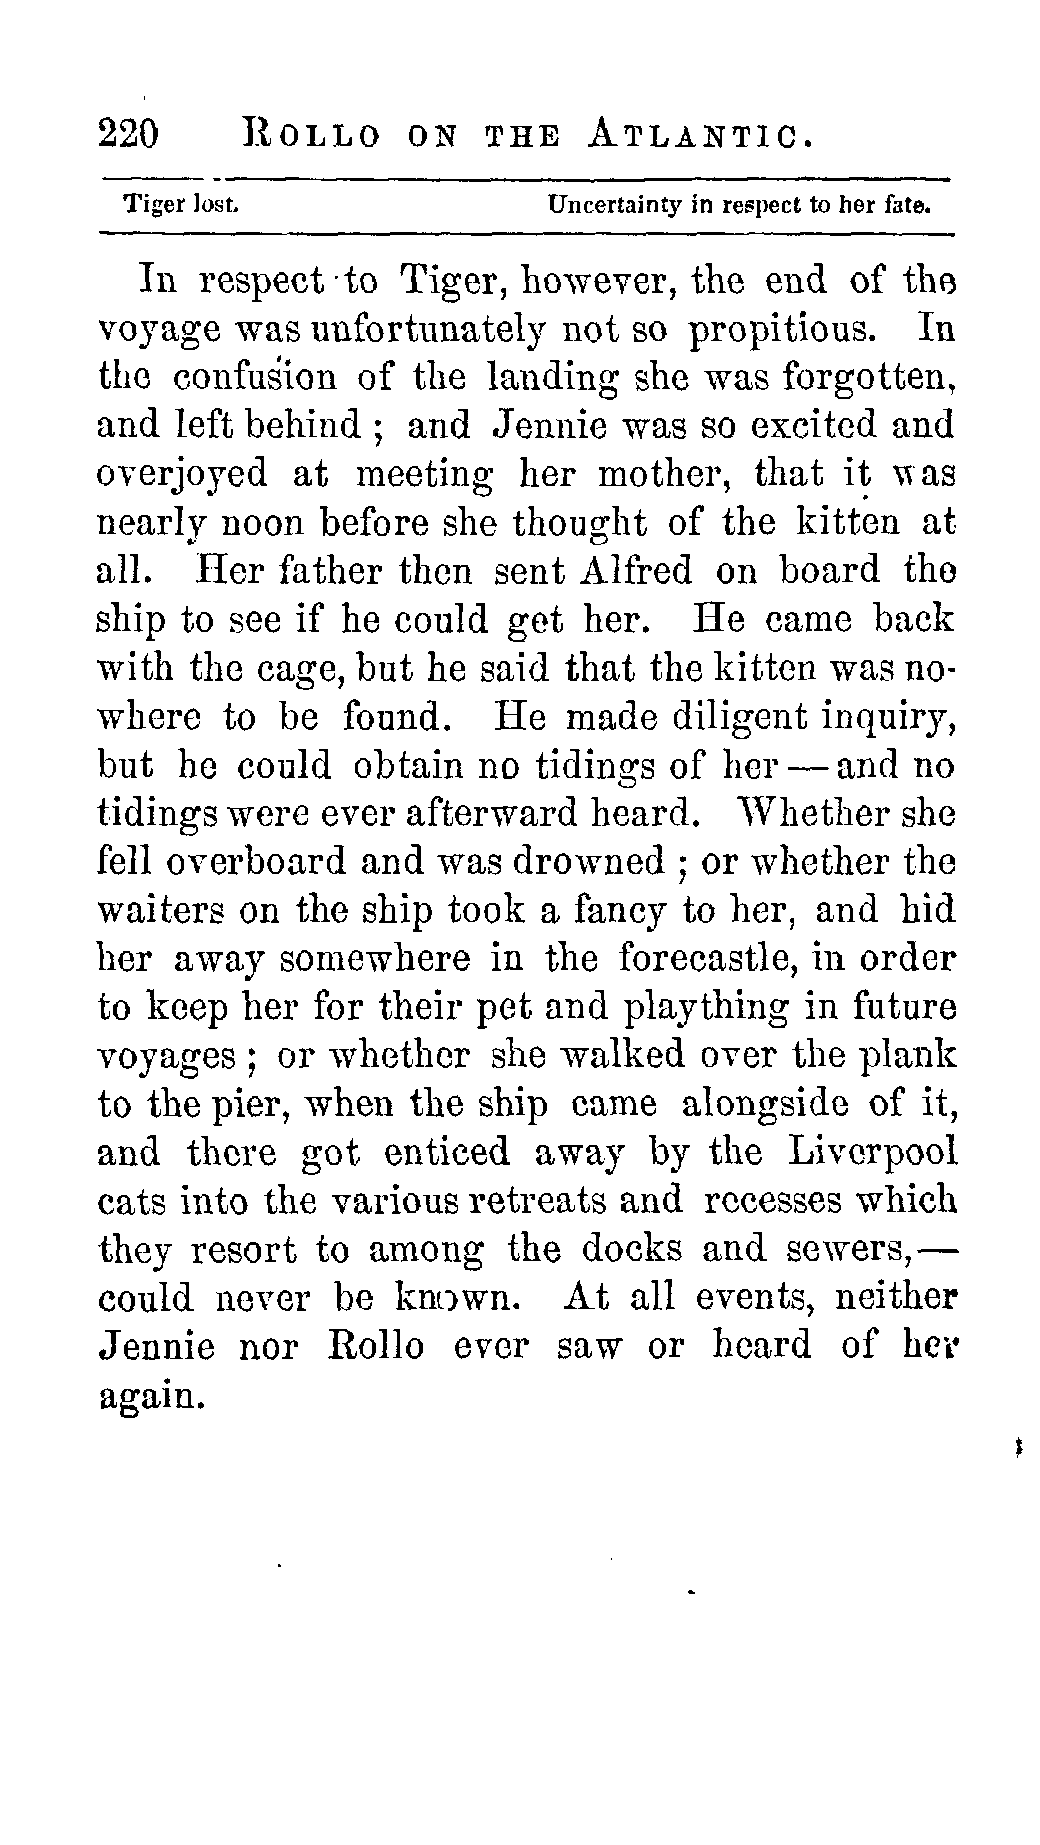 220 ROLLO ON THE ATLANTIC.
Tiger lost. Uncertainty in respect to her fate.
In respect to Tiger, however, the end of the
voyage was unfortunately not so propitious. In
the confusion of the landing she was forgotten,
and left behind ; and Jennie was so excited and
overjoyed at meeting her mother, that it was
nearly noon before she thought of the kitten at
all. Her father then sent Alfred on board the
ship to see if he could get her. He came back
with the cage, but he said that the kitten was no-
where to be found. He made diligent inquiry,
but he could obtain no tidings of her — and no
tidings were ever afterward heard. Whether she
fell overboard and was drowned ; or whether the
waiters on the ship took a fancy to her, and hid
her away somewhere in the forecastle, in order
to keep her for their pet and plaything in future
voyages ; or whether she walked over the plank
to the pier, when the ship came alongside of it,
and there got enticed away by the Liverpool
cats into the various retreats and recesses which
they resort to among the docks and sewers,—
could never be known. At all events, neither
Jennie nor Rollo ever saw or heard of her
again.